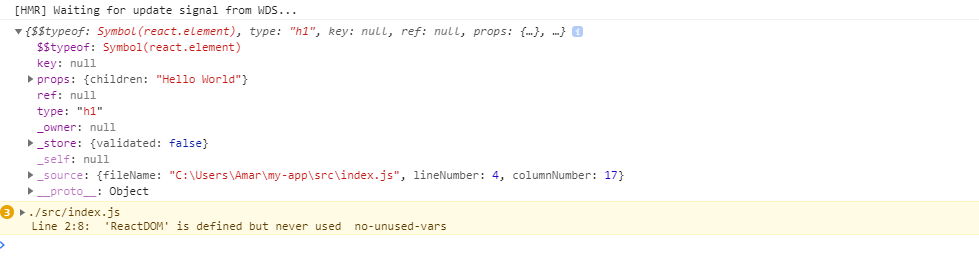 [HMR] Waiting for update signal from WDS...
{$$typeof: Symbol(react.element), type: "h1", key: null, ref: null, props: {…}, …} i
$$typeof: Symbol(react.element)
key: null
props: {children: "Hello World"}
ref: null
type: "h1"
_owner: null
_store: {validated: false}
_self: null
_source: {fileName: "C:\Users\Amar\my-app\src\index.js", lineNumber: 4, columnNumber: 17}
__proto__: Object
3 ./src/index.js
Line 2:8:  'ReactDOM' is defined but never used  no-unused-vars